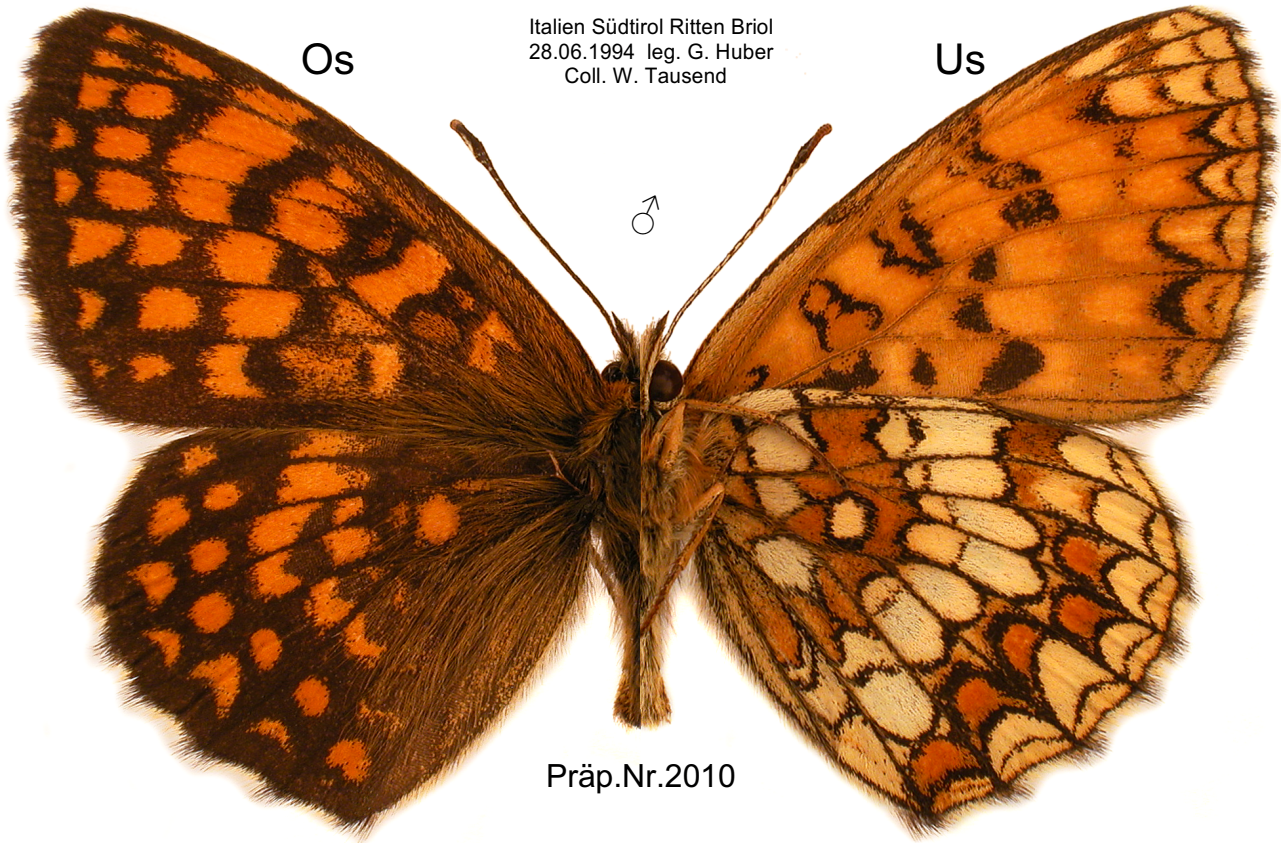 Italien Südtirol Ritten Briol
28.06.1994 leg. G. Huber
Coll. W. Tausend
Os
Us
♂
Präp.Nr.2010